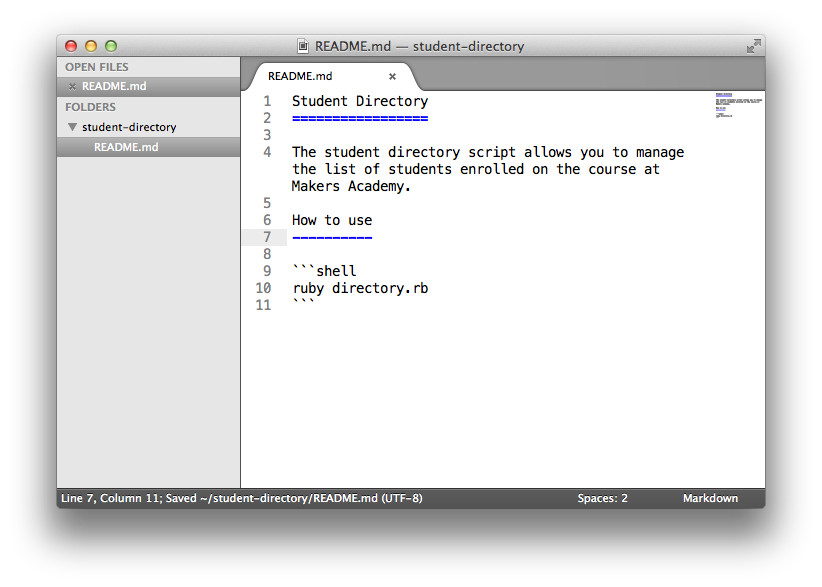 README.md — student-directory
OPEN FILES
README.md
FOLDERS
student-directory
README.md
README.md
1 Student Directory
2 =================
3
4 The student directory script allows you to manage
the list of students enrolled on the course at
Makers Academy.
5
6 How to use
7 ----------
8
9 ```shell
10 ruby directory.rb
11 ```
Line 7, Column 11; Saved ~/student-directory/README.md (UTF-8)
Spaces: 2
Markdown